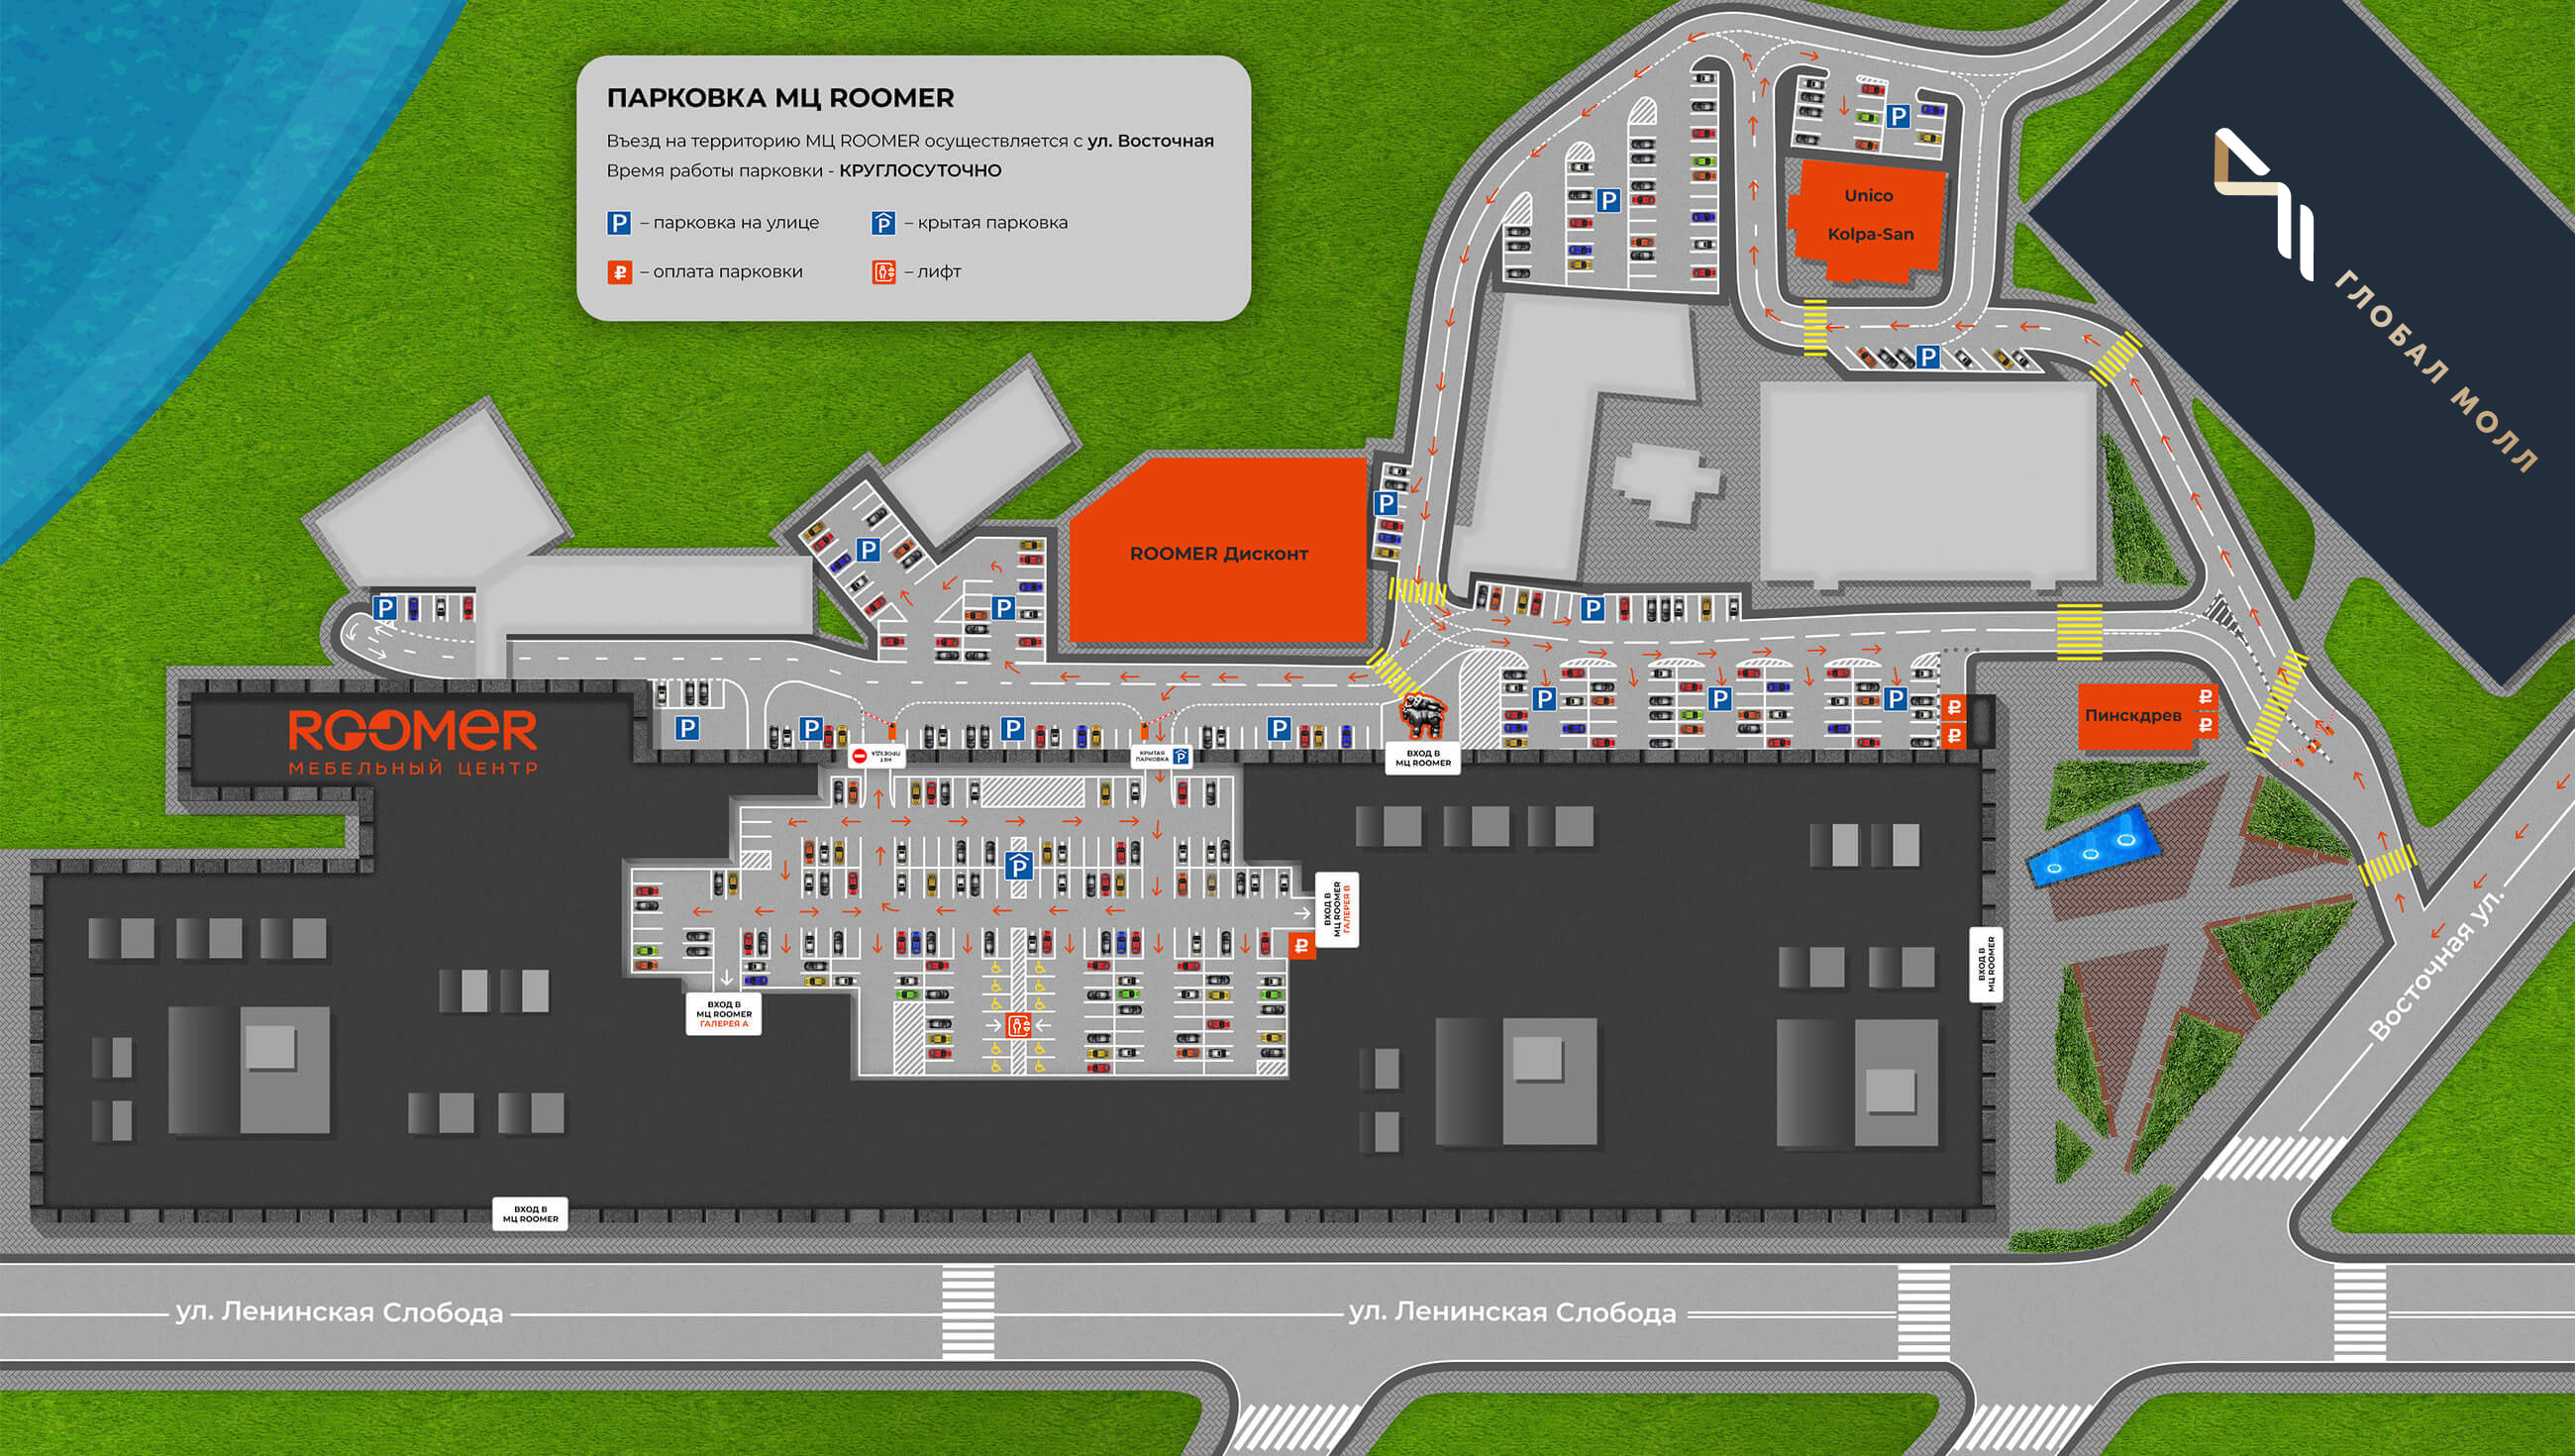 ПАРКОВКА МЦ ROOMER
Въезд на территорию МЦ ROOMER осуществляется с ул. Восточная
Время работы парковки - КРУГЛОСУТОЧНО
P – парковка на улице
P – крытая парковка
₽ – оплата парковки
– лифт
P
Unico
Kolpa-San
P
P
ГЛОБАЛ МОЛЛ
P
P
ROOMER Дисконт
P
P
P
P
ROOMER
МЕБЕЛЬНЫЙ ЦЕНТР
P
P
P
P
P
P
P
₽
₽
Пинскдрев
₽
₽
НЕТ
ПРОЕЗДА
КРЫТАЯ
ПАРКОВКА
P
ВХОД В
МЦ ROOMER
P
ВХОД В
МЦ ROOMER
ГАЛЕРЕЯ B
₽
ВХОД В
МЦ ROOMER
ГАЛЕРЕЯ A
ВХОД В
МЦ ROOMER
Восточная ул.
ВХОД В
МЦ ROOMER
ул. Ленинская Слобода
ул. Ленинская Слобода